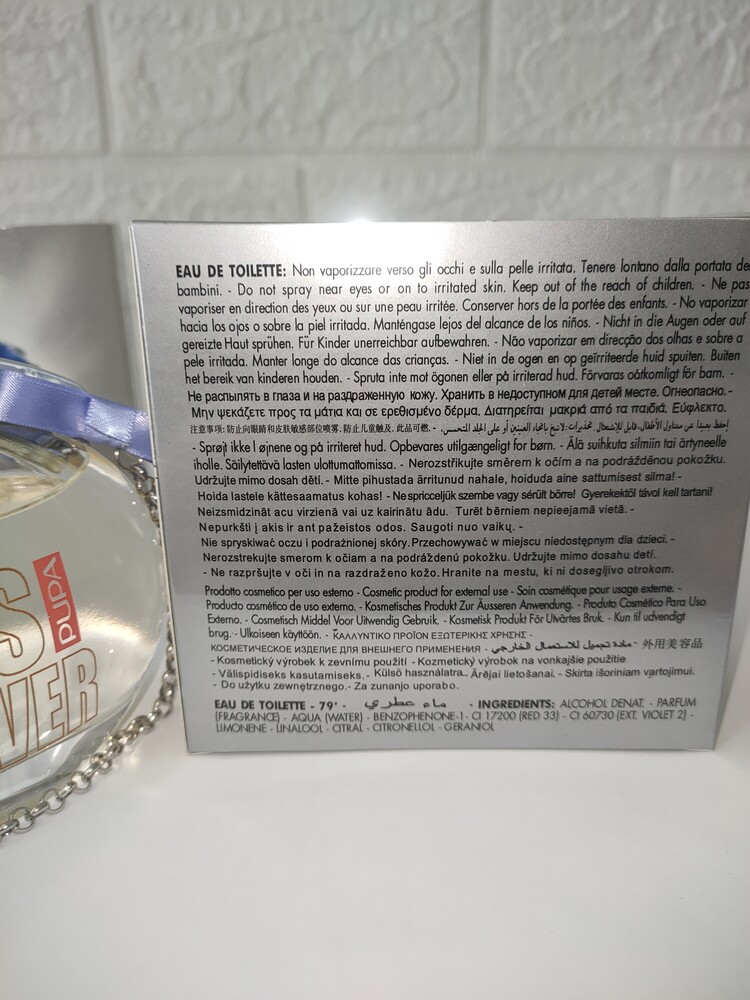 EAU DE TOILETTE: Non vaporizzare verso gli occhi e sulla pelle irritata. Tenere lontano dalla portata dei
bambini. - Do not spray near eyes or on to irritated skin. Keep out of the reach of children. - Ne pas
vaporiser en direction des yeux ou sur une peau irritée. Conserver hors de la portée des enfants. - No vaporizar
hacia los ojos o sobre la piel irritada. Manténgase lejos del alcance de los niños. - Nicht in die Augen oder auf
gereizte Haut sprühen. Für Kinder unerreichbar aufbewahren. - Não vaporizar em direcção dos olhas e sobre a
pele irritada. Manter longe do alcance das crianças. - Niet in de ogen en op geïrriteerde huid spuiten. Buiten
het bereik van kinderen houden. - Spruta inte mot ögonen eller på irriterad hud. Förvaras oåtkomligt för barn. -
Не распылять в глаза и на раздраженную кожу. Хранить в недоступном для детей месте. Огнеопасно.-
Μην ψεκάζετε προς τα μάτια και σε ερεθισμένο δέρμα. Διατηρείται μακριά από τα παιδιά. Εύφλεκτο.
注意事项: 防止向眼睛和皮肤敏感部位喷雾. 防止儿童触及. 此品可燃. - إحفظ بعيدا عن متناول الأطفال، قابل للإشتعال. تحذيرات: لا تبخ باتجاه العينين أو على الجلد المتحسس.
- Sprøjt ikke I øjnene og på irriteret hud. Opbevares utilgængeligt for børn. - Älä suihkuta silmiin tai ärtyneelle
iholle. Säilytettävä lasten ulottumattomissa. - Nerozstřikujte směrem k očím a na podrážděnou pokožku.
Udržujte mimo dosah dětí. - Mitte pihustada ärritunud nahale, hoiduda aine sattumisest silma! -
Hoida lastele kättesaamatus kohas! - Ne spricceljük szembe vagy sérült bőrre! Gyerekektől távol kell tartani!
Neizsmidzināt acu virzienā vai uz kairinātu ādu. Turēt bērniem nepieejamā vietā. -
Nepurkšti į akis ir ant pažeistos odos. Saugoti nuo vaikų. -
Nie spryskiwać oczu i podrażnionej skóry. Przechowywać w miejscu niedostępnym dla dzieci. -
Nerozstrekujte smerom k očiam a na podráždenú pokožku. Udržujte mimo dosahu detí.
- Ne razpršujte v oči in na razdraženo kožo. Hranite na mestu, ki ni dosegljivo otrokom.
Prodotto cosmetico per uso esterno - Cosmetic product for external use - Soin cosmétique pour usage externe. -
Producto cosmético de uso externo. - Kosmetisches Produkt Zur Äusseren Anwendung. - Produto Cosmético Para Uso
Externo. - Cosmetisch Middel Voor Uitwendig Gebruik. - Kosmetisk Produkt För Utvärtes Bruk. - Kun til udvendigt
brug. - Ulkoiseen käyttöön. - ΚΑΛΛΥΝΤΙΚΟ ΠΡΟΪΟΝ ΕΞΩΤΕΡΙΚΗΣ ΧΡΗΣΗΣ -
КОСМЕТИЧЕСКОЕ ИЗДЕЛИЕ ДЛЯ ВНЕШНЕГО ПРИМЕНЕНИЯ - مادة تجميل للاستعمال الخارجي - 外用美容品
- Kosmetický výrobek k zevnímu použití - Kozmetický výrobok na vonkajšie použitie
- Välispidiseks kasutamiseks. - Külső használatra. - Ārējai lietošanai. - Skirta išoriniam vartojimui.
- Do użytku zewnętrznego. - Za zunanjo uporabo.
EAU DE TOILETTE - 79° - ماء عطري - INGREDIENTS: ALCOHOL DENAT. - PARFUM
(FRAGRANCE) - AQUA (WATER) - BENZOPHENONE-1 - CI 17200 (RED 33) - CI 60730 (EXT. VIOLET 2) -
LIMONENE - LINALOOL - CITRAL - CITRONELLOL - GERANIOL
PUPA